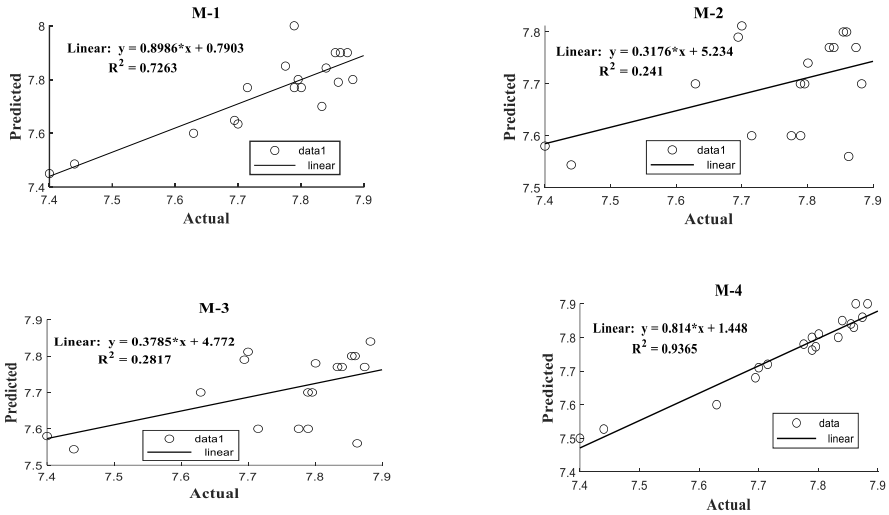 M-1
8
7.8
7.6
7.4
Predicted
Linear: y = 0.8986*x + 0.7903
R² = 0.7263
data1
linear
7.4 7.5 7.6 7.7 7.8 7.9
Actual
M-2
7.8
7.7
7.6
7.5
Predicted
Linear: y = 0.3176*x + 5.234
R² = 0.241
data1
linear
7.4 7.5 7.6 7.7 7.8 7.9
Actual
M-3
7.9
7.8
7.7
7.6
7.5
Predicted
Linear: y = 0.3785*x + 4.772
R² = 0.2817
data1
linear
7.4 7.5 7.6 7.7 7.8 7.9
Actual
M-4
7.9
7.8
7.7
7.6
7.5
7.4
Predicted
Linear: y = 0.814*x + 1.448
R² = 0.9365
data
linear
7.4 7.5 7.6 7.7 7.8 7.9
Actual